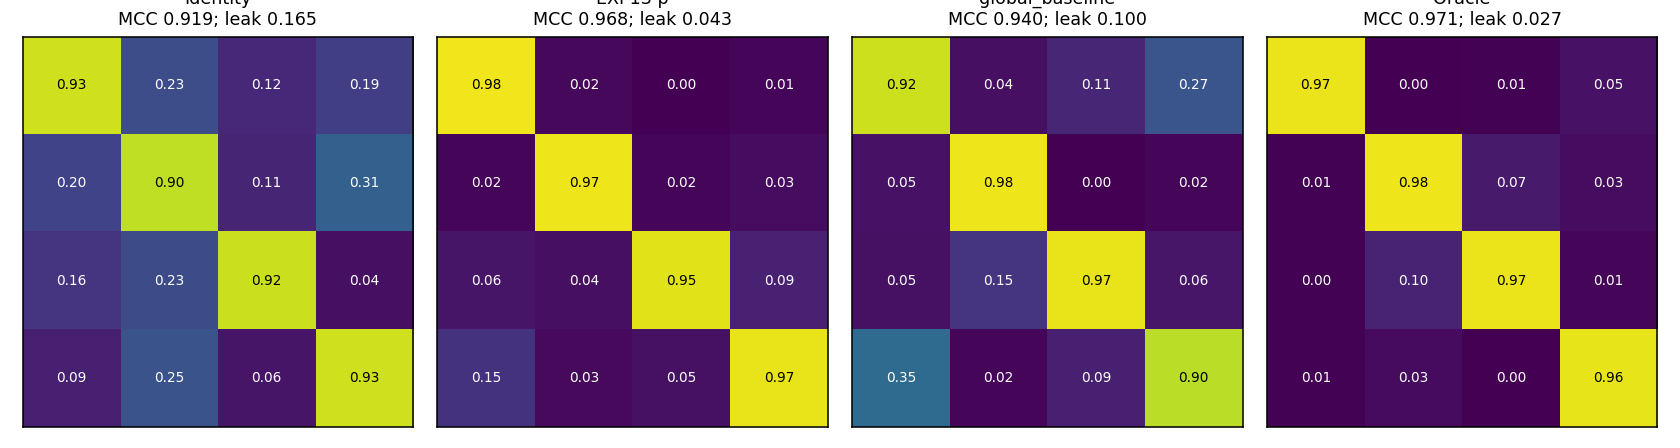 MCC 0.919; leak 0.165
MCC 0.968; leak 0.043
global_baseline
MCC 0.940; leak 0.100
Oracle
MCC 0.971; leak 0.027
0.93 0.23 0.12 0.19
0.20 0.90 0.11 0.31
0.16 0.23 0.92 0.04
0.09 0.25 0.06 0.93
0.98 0.02 0.00 0.01
0.02 0.97 0.02 0.03
0.06 0.04 0.95 0.09
0.15 0.03 0.05 0.97
0.92 0.04 0.11 0.27
0.05 0.98 0.00 0.02
0.05 0.15 0.97 0.06
0.35 0.02 0.09 0.90
0.97 0.00 0.01 0.05
0.01 0.98 0.07 0.03
0.00 0.10 0.97 0.01
0.01 0.03 0.00 0.96